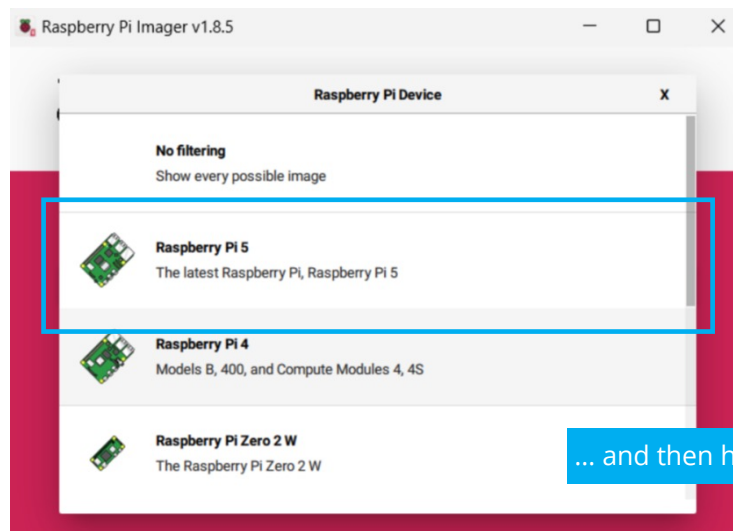 Raspberry Pi Imager v1.8.5
Raspberry Pi Device
X
No filtering
Show every possible image
Raspberry Pi 5
The latest Raspberry Pi, Raspberry Pi 5
Raspberry Pi 4
Models B, 400, and Compute Modules 4, 4S
Raspberry Pi Zero 2 W
The Raspberry Pi Zero 2 W
... and then h